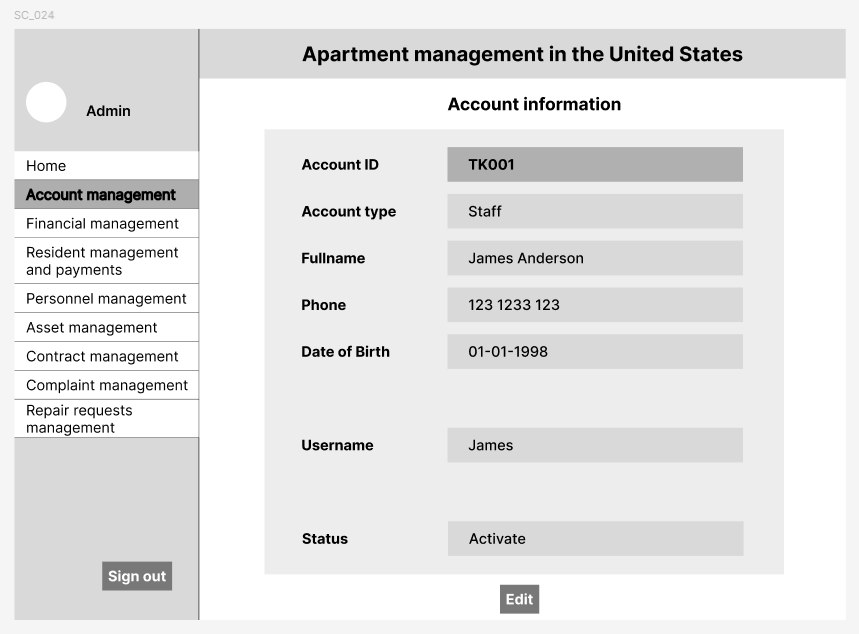 SC_024
Apartment management in the United States
Admin
Home
Account management
Financial management
Resident management
and payments
Personnel management
Asset management
Contract management
Complaint management
Repair requests
management
Sign out
Account information
Account ID TK001
Account type Staff
Fullname James Anderson
Phone 123 1233 123
Date of Birth 01-01-1998
Username James
Status Activate
Edit